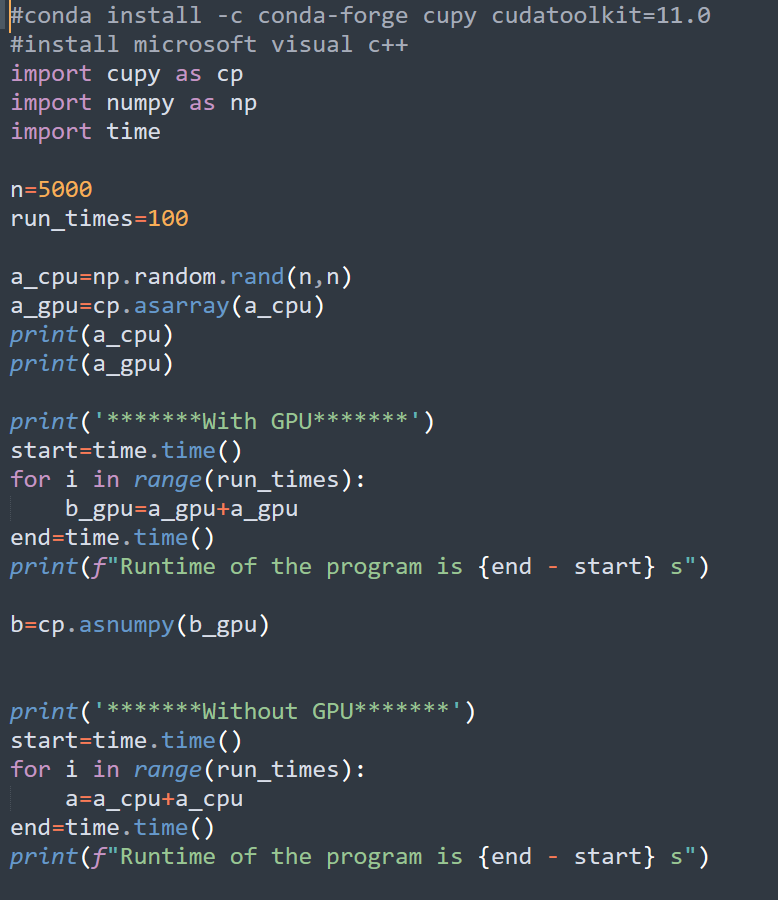 #conda install -c conda-forge cupy cudatoolkit=11.0
#install microsoft visual c++
import cupy as cp
import numpy as np
import time

n=5000
run_times=100

a_cpu=np.random.rand(n,n)
a_gpu=cp.asarray(a_cpu)
print(a_cpu)
print(a_gpu)

print('*******With GPU*******')
start=time.time()
for i in range(run_times):
    b_gpu=a_gpu+a_gpu
end=time.time()
print(f"Runtime of the program is {end - start} s")

b=cp.asnumpy(b_gpu)


print('*******Without GPU*******')
start=time.time()
for i in range(run_times):
    a=a_cpu+a_cpu
end=time.time()
print(f"Runtime of the program is {end - start} s")